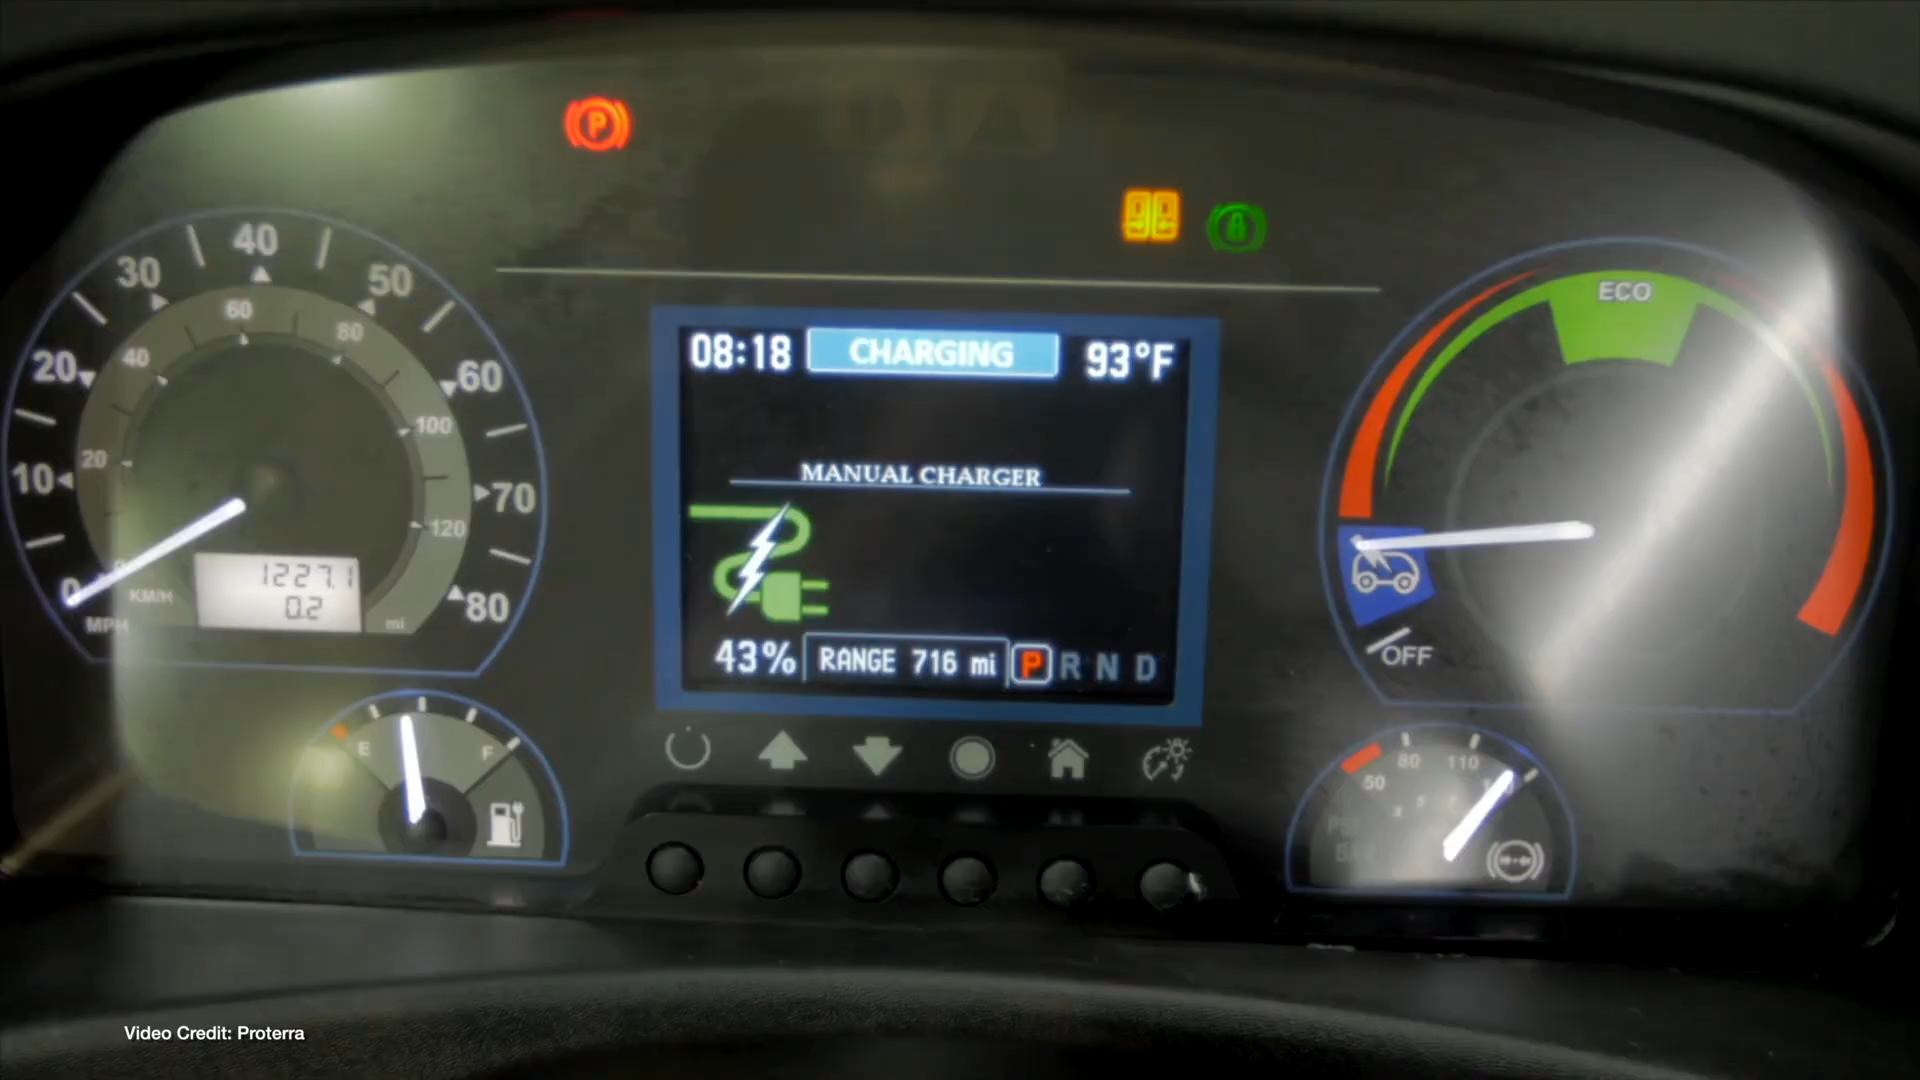 P
40
30
50
60
80
20
40
60
100
10
20
70
120
0
KM/H
80
MPH
mi
1227.1
0.2
08:18 CHARGING 93°F
MANUAL CHARGER
43% RANGE 716 mi P R N D
ECO
OFF
E F
50 80 110
Video Credit: Proterra